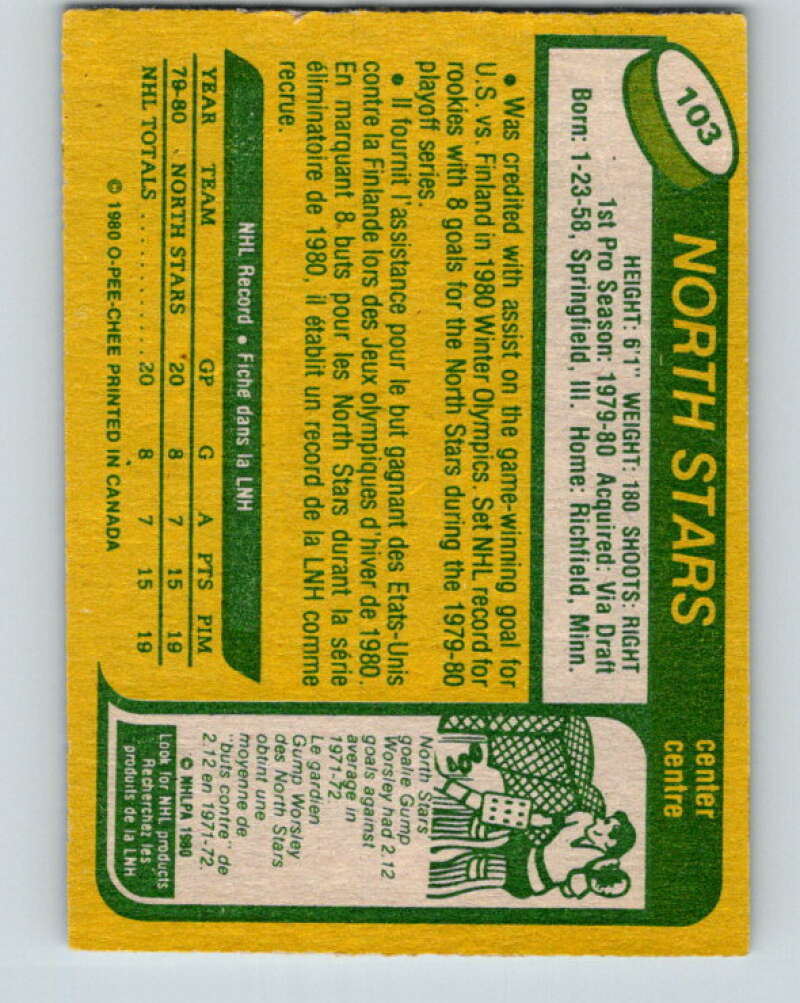 103
NORTH STARS
center
centre
HEIGHT: 6'1" WEIGHT: 180 SHOOTS: RIGHT
1st Pro Season: 1979-80 Acquired: Via Draft
Born: 1-23-58, Springfield, Ill. Home: Richfield, Minn.
• Was credited with assist on the game-winning goal for
U.S. vs. Finland in 1980 Winter Olympics. Set NHL record for
rookies with 8 goals for the North Stars during the 1979-80
playoff series.
• Il fournit l'assistance pour le but gagnant des Etats-Unis
contre la Finlande lors des Jeux olympiques d'hiver de 1980.
En marquant 8 buts pour les North Stars durant la série
éliminatoire de 1980, il établit un record de la LNH comme
recrue.
NHL Record • Fiche dans la LNH
YEAR TEAM GP G A PTS PIM
79-80 NORTH STARS 20 8 7 15 19
NHL TOTALS ........... 20 8 7 15 19
© 1980 O-PEE-CHEE PRINTED IN CANADA
North Stars
goalie Gump
Worsley had 2.12
goals against
average in
1971-72.
Le gardien
Gump Worsley
des North Stars
obtint une
moyenne de
"buts contre" de
2.12 en 1971-72.
© NHLPA 1980
Look for NHL products
Recherchez les
produits de la LNH